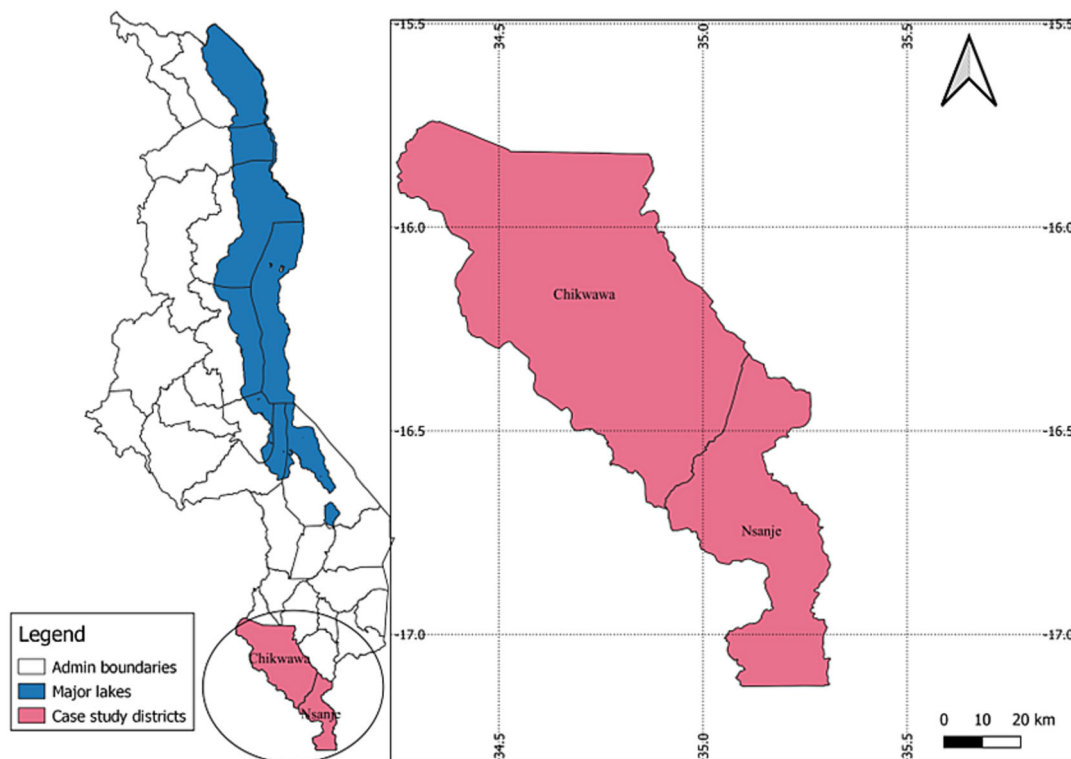 -15.5
-15.5
34.5
35.0
35.5
-16.0
-16.0
Chikwawa
-16.5
-16.5
Nsanje
-17.0
-17.0
Legend
Admin boundaries
Major lakes
Case study districts
Chikwawa
Nsanje
0 10 20 km
34.5
35.0
35.5